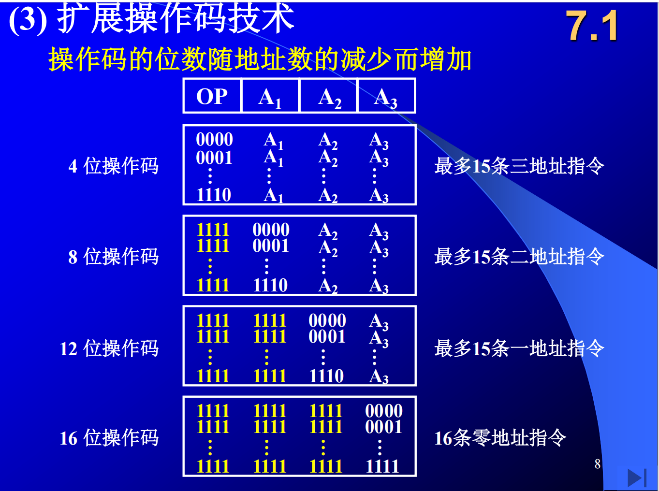 (3) 扩展操作码技术
7.1
操作码的位数随地址数的减少而增加
OP A1 A2 A3
4 位操作码
0000 A1 A2 A3
0001 A1 A2 A3
⋮ ⋮ ⋮ ⋮
1110 A1 A2 A3
最多15条三地址指令
8 位操作码
1111 0000 A2 A3
1111 0001 A2 A3
⋮ ⋮ ⋮ ⋮
1111 1110 A2 A3
最多15条二地址指令
12 位操作码
1111 1111 0000 A3
1111 1111 0001 A3
⋮ ⋮ ⋮ ⋮
1111 1111 1110 A3
最多15条一地址指令
16 位操作码
1111 1111 1111 0000
1111 1111 1111 0001
⋮ ⋮ ⋮ ⋮
1111 1111 1111 1111
16条零地址指令
8